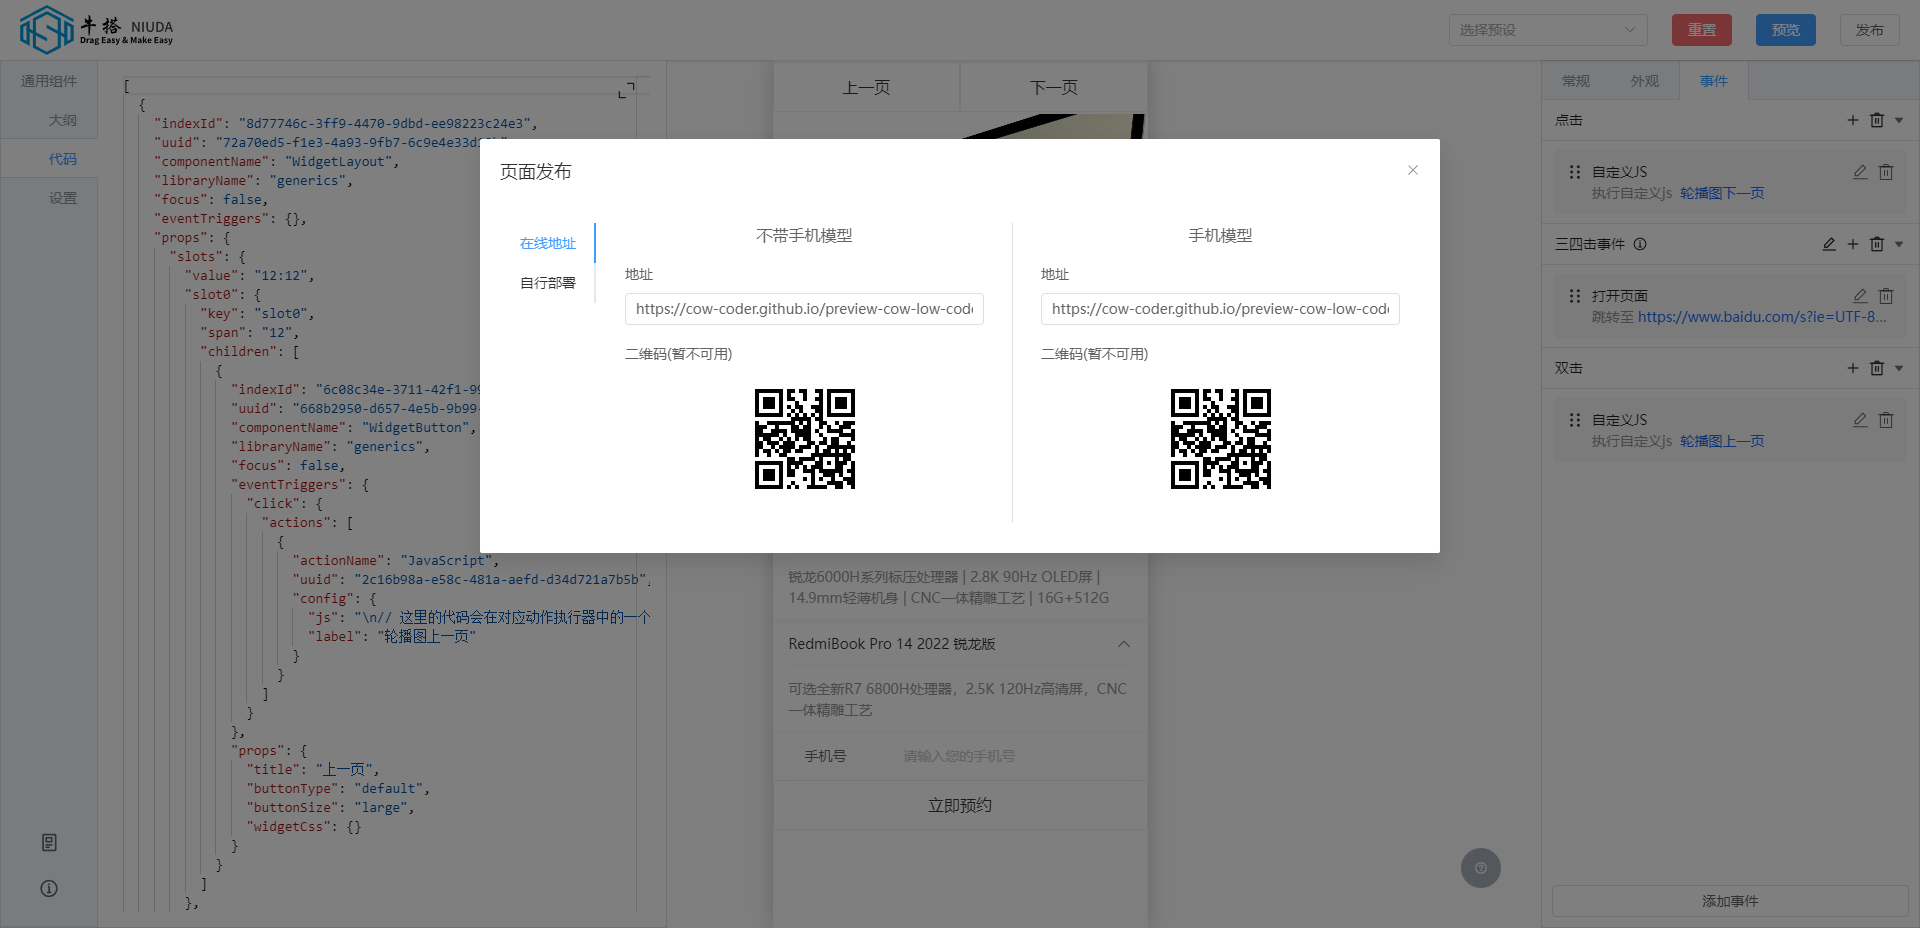 牛搭 NIUDA
Drag Easy & Make Easy
选择预设
重置
预览
发布
通用组件
大纲
代码
设置
[
{
"indexId": "8d77746c-3ff9-4470-9dbd-ee98223c24e3",
"uuid": "72a70ed5-f1e3-4a93-9fb7-6c9e4e33d
"componentName": "WidgetLayout",
"libraryName": "generics",
"focus": false,
"eventTriggers": {},
"props": {
"slots": {
"value": "12:12",
"slot0": {
"key": "slot0",
"span": "12",
"children": [
{
"indexId": "6c08c34e-3711-42f1-99
"uuid": "668b2950-d657-4e5b-9b99-
"componentName": "WidgetButton",
"libraryName": "generics",
"focus": false,
"eventTriggers": {
"click": {
"actions": [
{
"actionName": "JavaScript",
"uuid": "2c16b98a-e58c-481a-aefd-d34d721a7b5b",
"config": {
"js": "\n// 这里的代码会在对应动作执行器中的一个
"label": "轮播图上一页"
}
}
]
}
},
"props": {
"title": "上一页",
"buttonType": "default",
"buttonSize": "large",
"widgetCss": {}
}
}
]
},
上一页
下一页
页面发布
在线地址
自行部署
不带手机模型
地址
https://cow-coder.github.io/preview-cow-low-code
二维码(暂不可用)
手机模型
地址
https://cow-coder.github.io/preview-cow-low-code
二维码(暂不可用)
锐龙6000H系列标压处理器 | 2.8K 90Hz OLED屏 |
14.9mm轻薄机身 | CNC一体精雕工艺 | 16G+512G
RedmiBook Pro 14 2022 锐龙版
可选全新R7 6800H处理器，2.5K 120Hz高清屏，CNC
一体精雕工艺
手机号 请输入您的手机号
立即预约
常规
外观
事件
点击
自定义JS
执行自定义js 轮播图下一页
三四击事件
打开页面
跳转至 https://www.baidu.com/s?ie=UTF-8...
双击
自定义JS
执行自定义js 轮播图上一页
添加事件